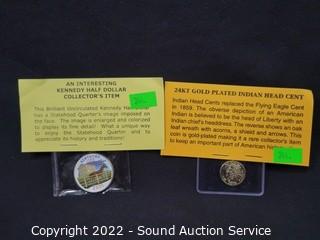 AN INTERESTING
KENNEDY HALF DOLLAR
COLLECTOR'S ITEM
This Brilliant Uncirculated Kennedy Half Dollar
has a Statehood Quarter's image imposed on the
face. The image is enlarged and colorized
to display its fine detail! What a unique way
to enjoy the Statehood Quarter and to
appreciate its history and traditions!
24KT GOLD PLATED INDIAN HEAD CENT
Indian Head Cents replaced the Flying Eagle Cent
in 1859. The obverse depiction of an American
Indian is believed to be the head of Liberty with an
Indian chief's headdress. The reverse shows an oak
leaf wreath with acorns, a shield and arrows. This
coin is gold-plated making it a rare collector's item
to keep an important part of American history
Copyright 2022 - Sound Auction Service